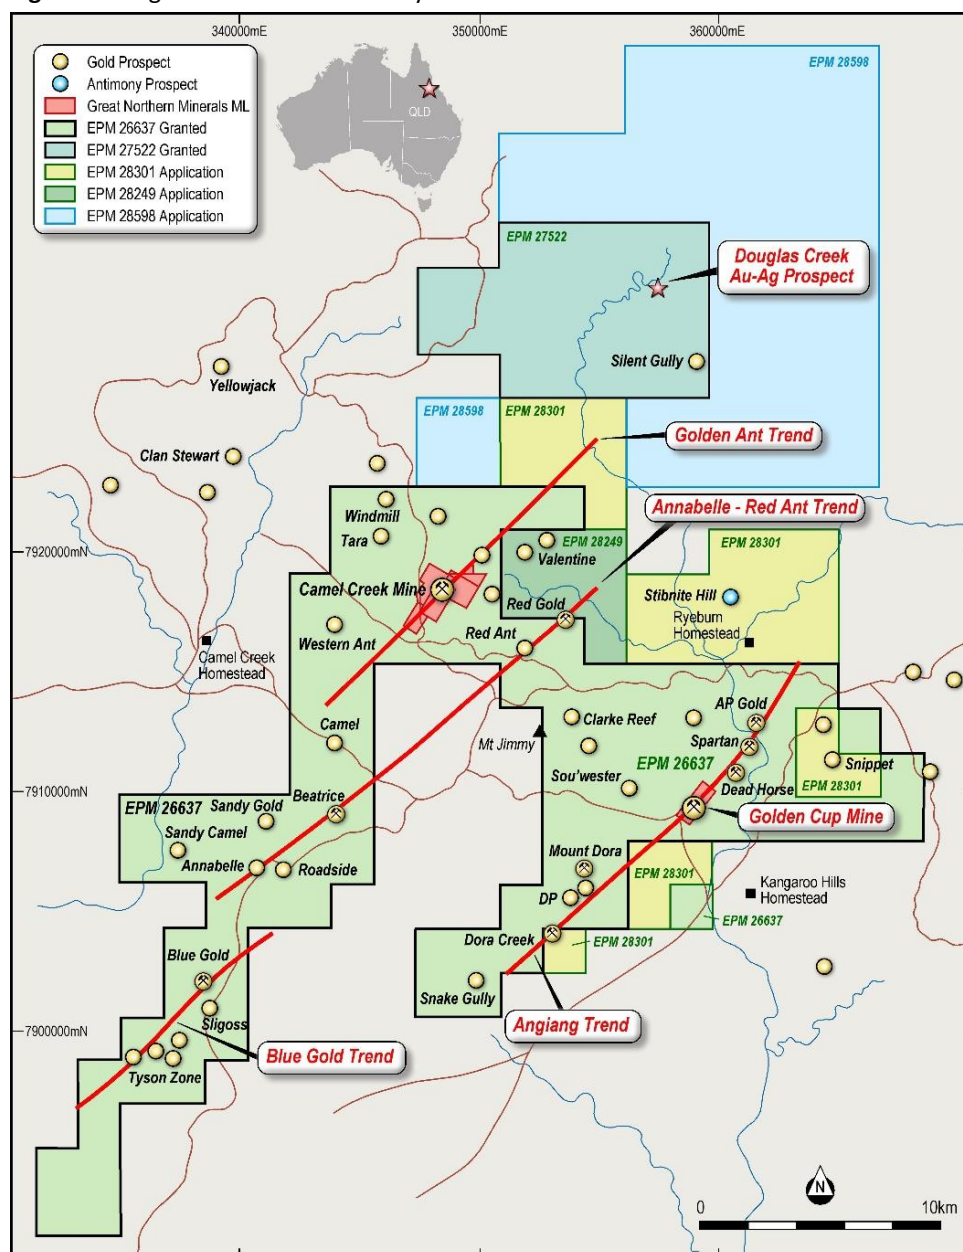 340000mE
350000mE
360000mE
Gold Prospect
Antimony Prospect
Great Northern Minerals ML
EPM 26637 Granted
EPM 27522 Granted
EPM 28301 Application
EPM 28249 Application
EPM 28598 Application
QLD
EPM 28598
EPM 27522
Douglas Creek
Au-Ag Prospect
Silent Gully
Yellowjack
EPM 28598
EPM 28301
Golden Ant Trend
Clan Stewart
Annabelle - Red Ant Trend
Windmill
Tara
7920000mN
EPM 28249
Valentine
EPM 28301
Camel Creek Mine
Red Gold
Stibnite Hill
Ryeburn
Homestead
Western Ant
Red Ant
Camel Creek
Homestead
Camel
Clarke Reef
AP Gold
Mt Jimmy
Spartan
EPM 26637
Snippet
Sou'wester
Dead Horse
EPM 28301
7910000mN
EPM 26637
Sandy Gold
Beatrice
Golden Cup Mine
Sandy Camel
Annabelle
Roadside
Mount Dora
EPM 28301
DP
Kangaroo Hills
Homestead
EPM 26637
Dora Creek
EPM 28301
Blue Gold
Snake Gully
Sligoss
Angiang Trend
7900000mN
Blue Gold Trend
Tyson Zone
N
0
10km